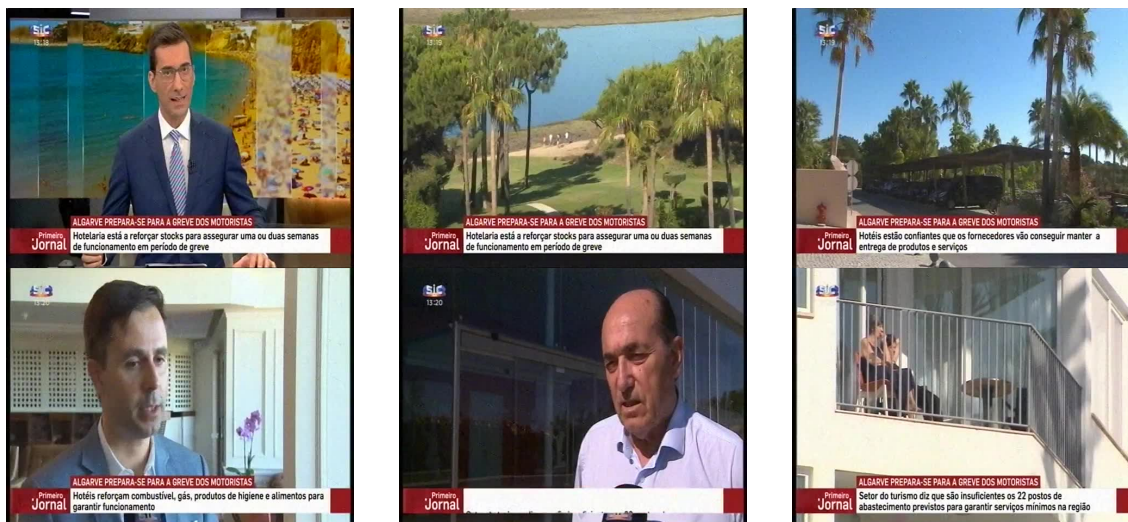 SIC
13:18
ALGARVE PREPARA-SE PARA A GREVE DOS MOTORISTAS
Primeiro
Jornal
Hotelaria está a reforçar stocks para assegurar uma ou duas semanas
de funcionamento em período de greve
SIC
13:19
ALGARVE PREPARA-SE PARA A GREVE DOS MOTORISTAS
Primeiro
Jornal
Hotelaria está a reforçar stocks para assegurar uma ou duas semanas
de funcionamento em período de greve
SIC
13:19
ALGARVE PREPARA-SE PARA A GREVE DOS MOTORISTAS
Primeiro
Jornal
Hotéis estão confiantes que os fornecedores vão conseguir manter a
entrega de produtos e serviços
SIC
13:20
ALGARVE PREPARA-SE PARA A GREVE DOS MOTORISTAS
Primeiro
Jornal
Hotéis reforçam combustível, gás, produtos de higiene e alimentos para
garantir funcionamento
SIC
13:20
Primeiro
Jornal
SIC
ALGARVE PREPARA-SE PARA A GREVE DOS MOTORISTAS
Primeiro
Jornal
Setor do turismo diz que são insuficientes os 22 postos de
abastecimento previstos para garantir serviços mínimos na região